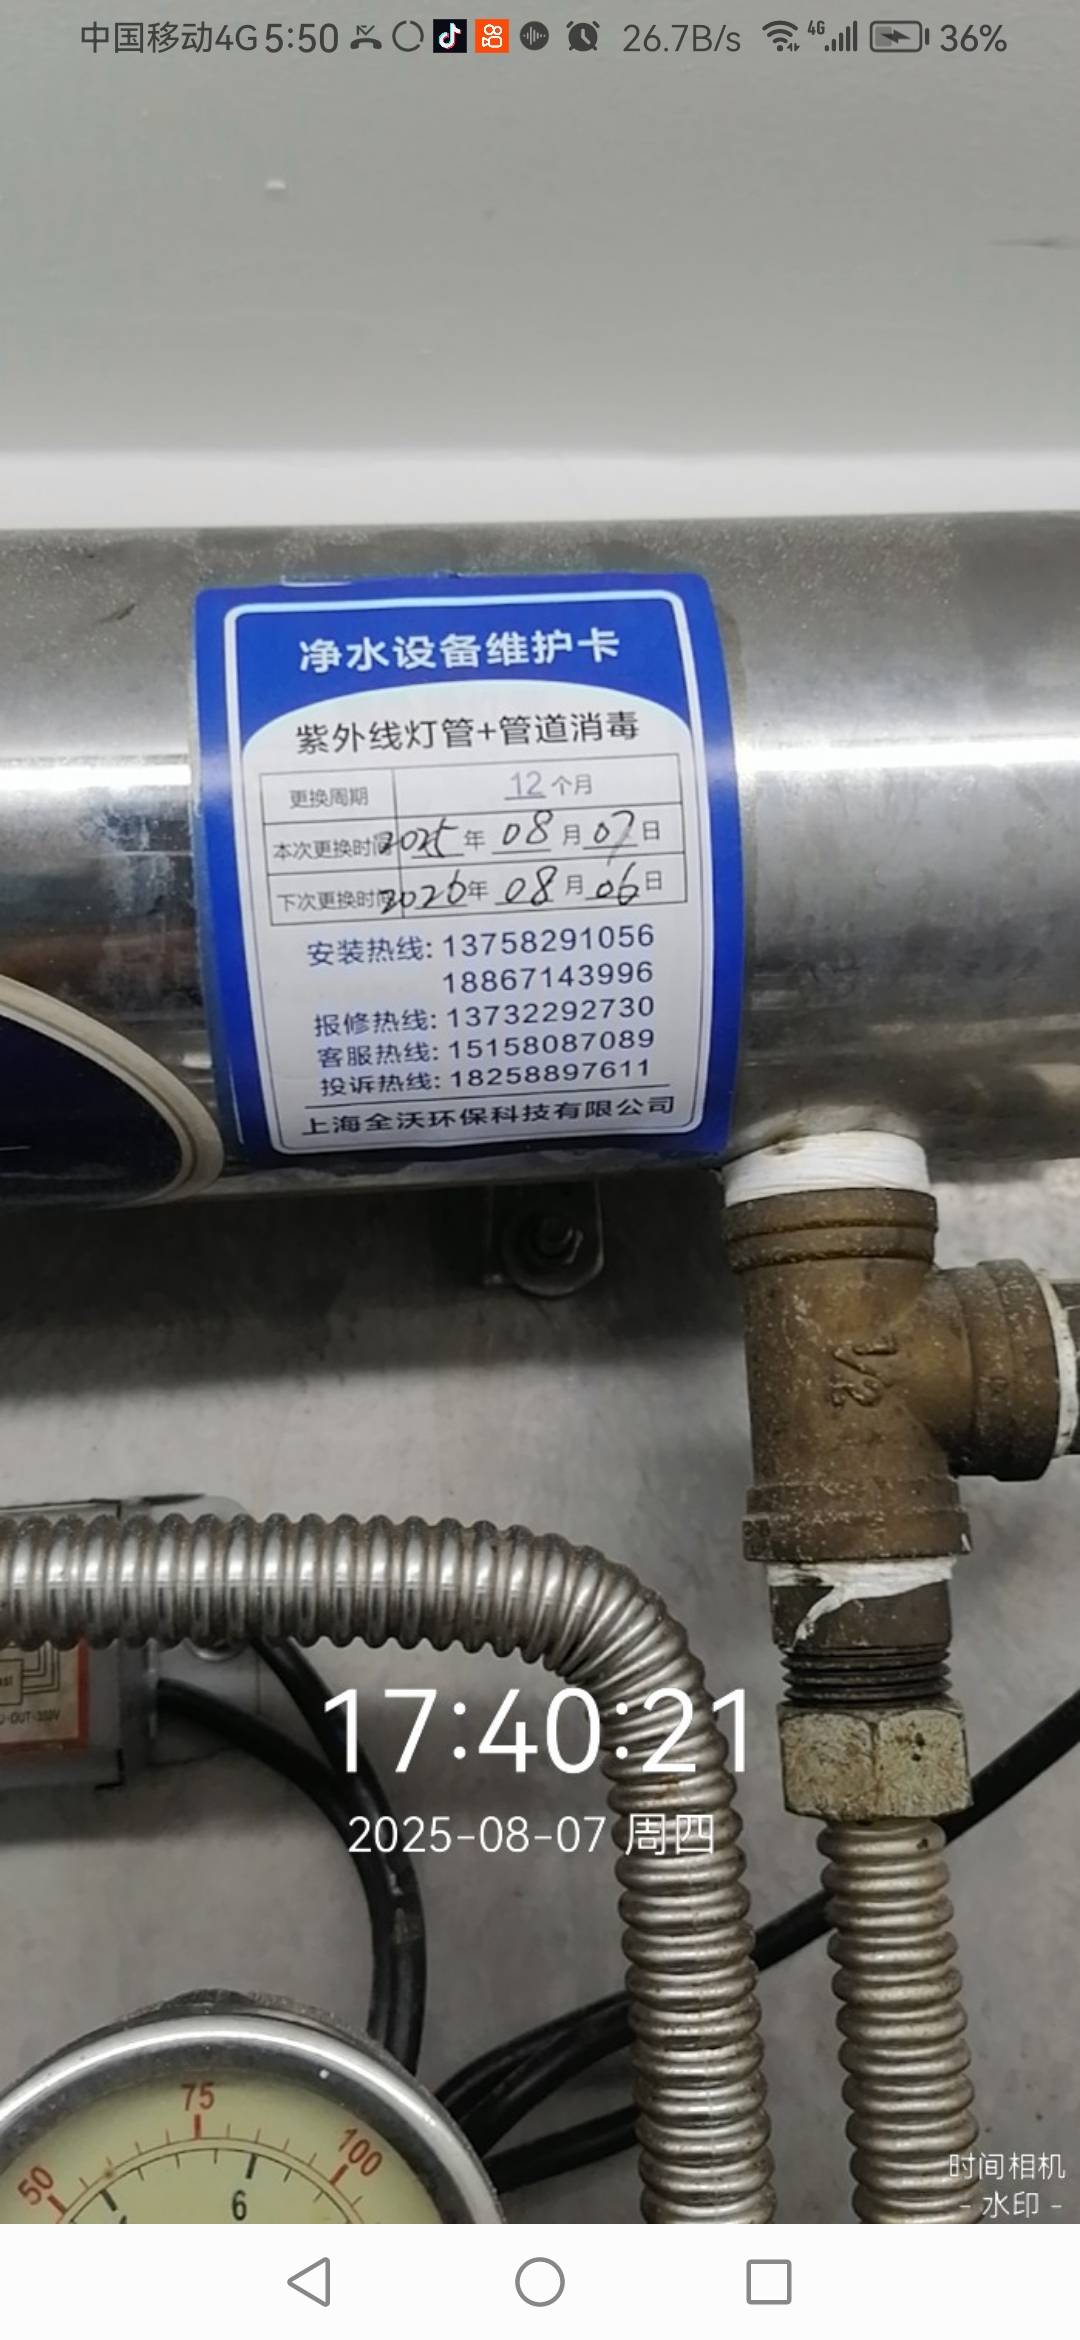 中国移动4G 5:50 26.7B/s 4G 36%
净水设备维护卡
紫外线灯管+管道消毒
更换周期 12 个月
本次更换时间 2025 年 08 月 07 日
下次更换时间 2026 年 08 月 06 日
安装热线: 13758291056
18867143996
报修热线: 13732292730
客服热线: 15158087089
投诉热线: 18258897611
上海全沃环保科技有限公司
1/2
17:40:21
2025-08-07 周四
75
50
100
6
时间相机
- 水印 -